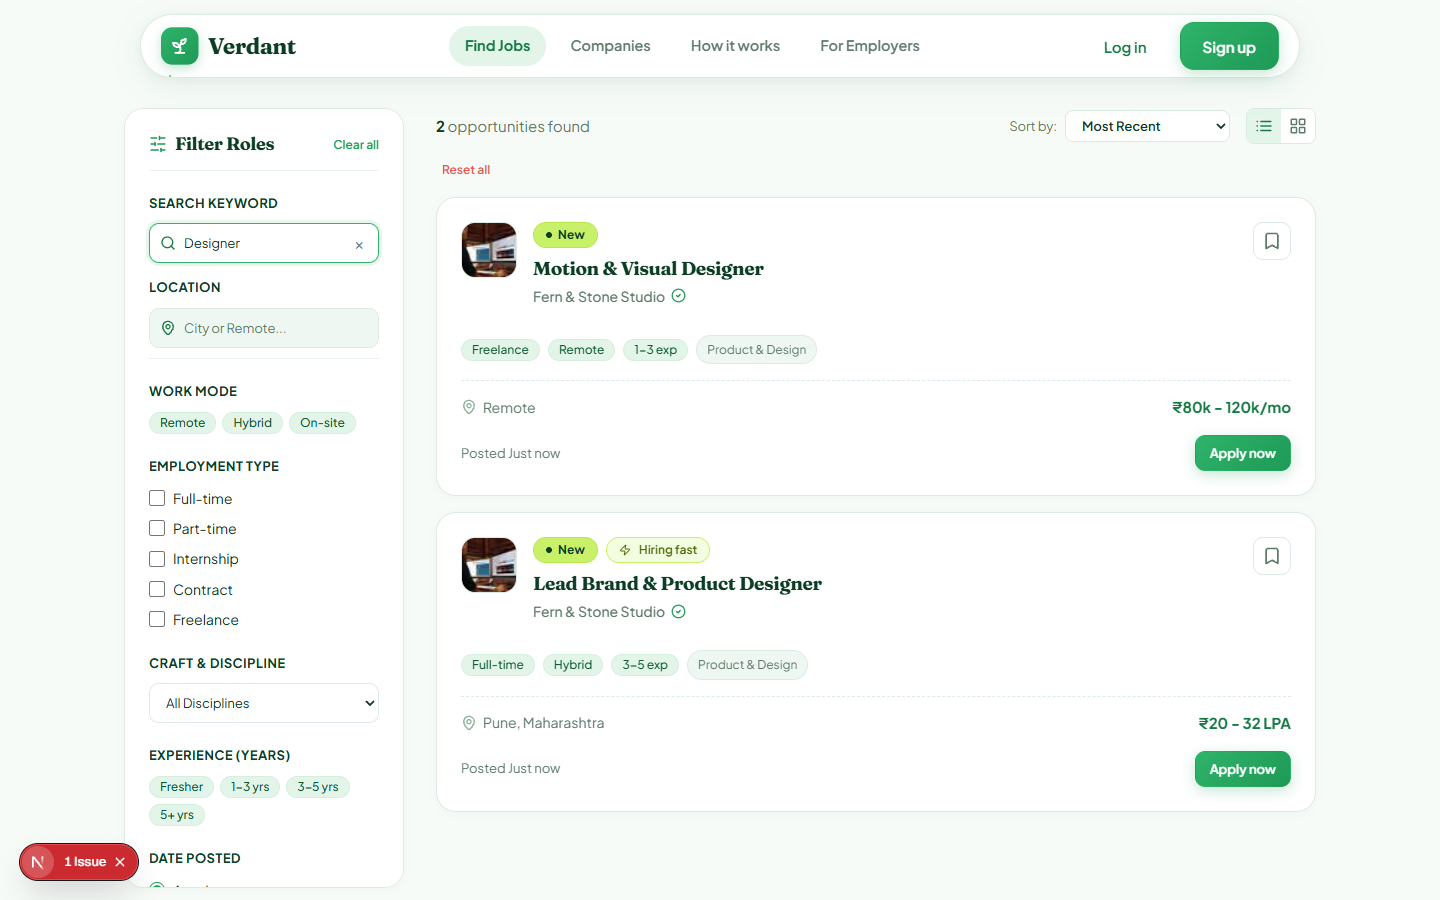 Verdant
Find Jobs
Companies
How it works
For Employers
Log in
Sign up
Filter Roles
Clear all
SEARCH KEYWORD
Designer
×
LOCATION
City or Remote...
WORK MODE
Remote
Hybrid
On-site
EMPLOYMENT TYPE
Full-time
Part-time
Internship
Contract
Freelance
CRAFT & DISCIPLINE
All Disciplines
EXPERIENCE (YEARS)
Fresher
1–3 yrs
3–5 yrs
5+ yrs
DATE POSTED
2 opportunities found
Sort by:
Most Recent
Reset all
New
Motion & Visual Designer
Fern & Stone Studio
Freelance
Remote
1–3 exp
Product & Design
Remote
₹80k – 120k/mo
Posted Just now
Apply now
New
Hiring fast
Lead Brand & Product Designer
Fern & Stone Studio
Full-time
Hybrid
3–5 exp
Product & Design
Pune, Maharashtra
₹20 – 32 LPA
Posted Just now
Apply now
N
1 Issue